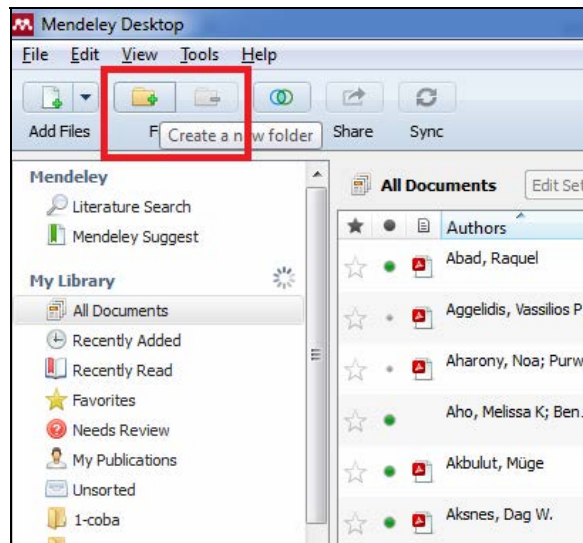 Mendeley Desktop
File Edit View Tools Help
Add Files F Create a new folder Share Sync
Mendeley
Literature Search
Mendeley Suggest
My Library
All Documents
Recently Added
Recently Read
Favorites
Needs Review
My Publications
Unsorted
1-coba
All Documents Edit Set
Authors
Abad, Raquel
Aggelidis, Vassilios P
Aharony, Noa; Purw
Aho, Melissa K; Ben.
Akbulut, Müge
Aksnes, Dag W.